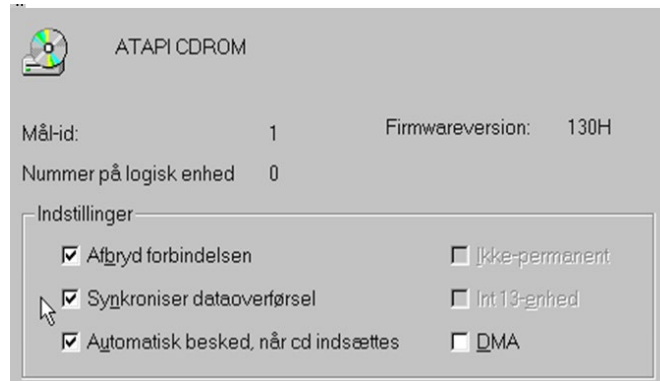 ATAPI CDROM
Mål-id: 1 Firmwareversion: 130H
Nummer på logisk enhed 0
Indstillinger
Afbryd forbindelsen Ikke-permanent
Synkroniser dataoverførsel Int 13-enhed
Automatisk besked, når cd indsættes DMA